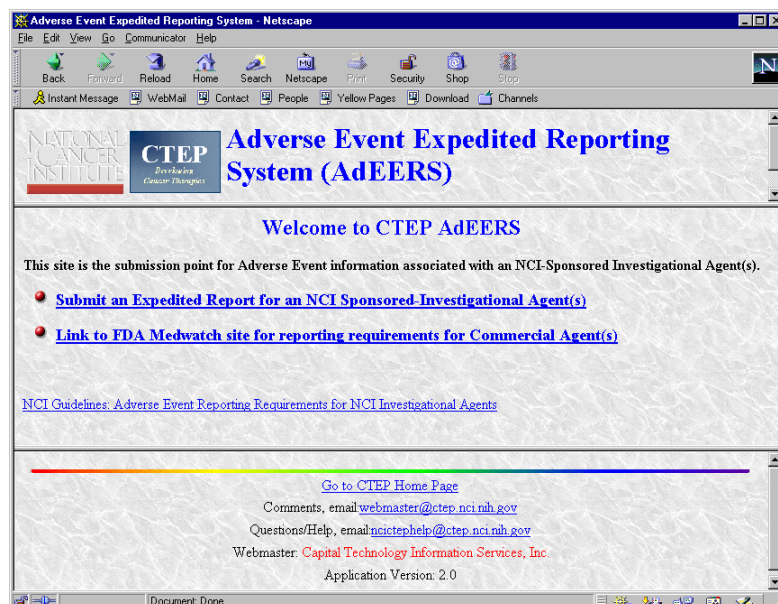 Adverse Event Expedited Reporting System - Netscape
File Edit View Go Communicator Help
Back Forward Reload Home Search Netscape Print Security Shop Stop
My
N
Instant Message WebMail Contact People Yellow Pages Download Channels
NATIONAL
CANCER
INSTITUTE
CTEP
Developing
Cancer Therapies
Adverse Event Expedited Reporting
System (AdEERS)
Welcome to CTEP AdEERS
This site is the submission point for Adverse Event information associated with an NCI-Sponsored Investigational Agent(s).
Submit an Expedited Report for an NCI Sponsored-Investigational Agent(s)
Link to FDA Medwatch site for reporting requirements for Commercial Agent(s)
NCI Guidelines: Adverse Event Reporting Requirements for NCI Investigational Agents
Go to CTEP Home Page
Comments, email:webmaster@ctep.nci.nih.gov
Questions/Help, email:ncictephelp@ctep.nci.nih.gov
Webmaster: Capital Technology Information Services, Inc.
Application Version: 2.0
Document: Done